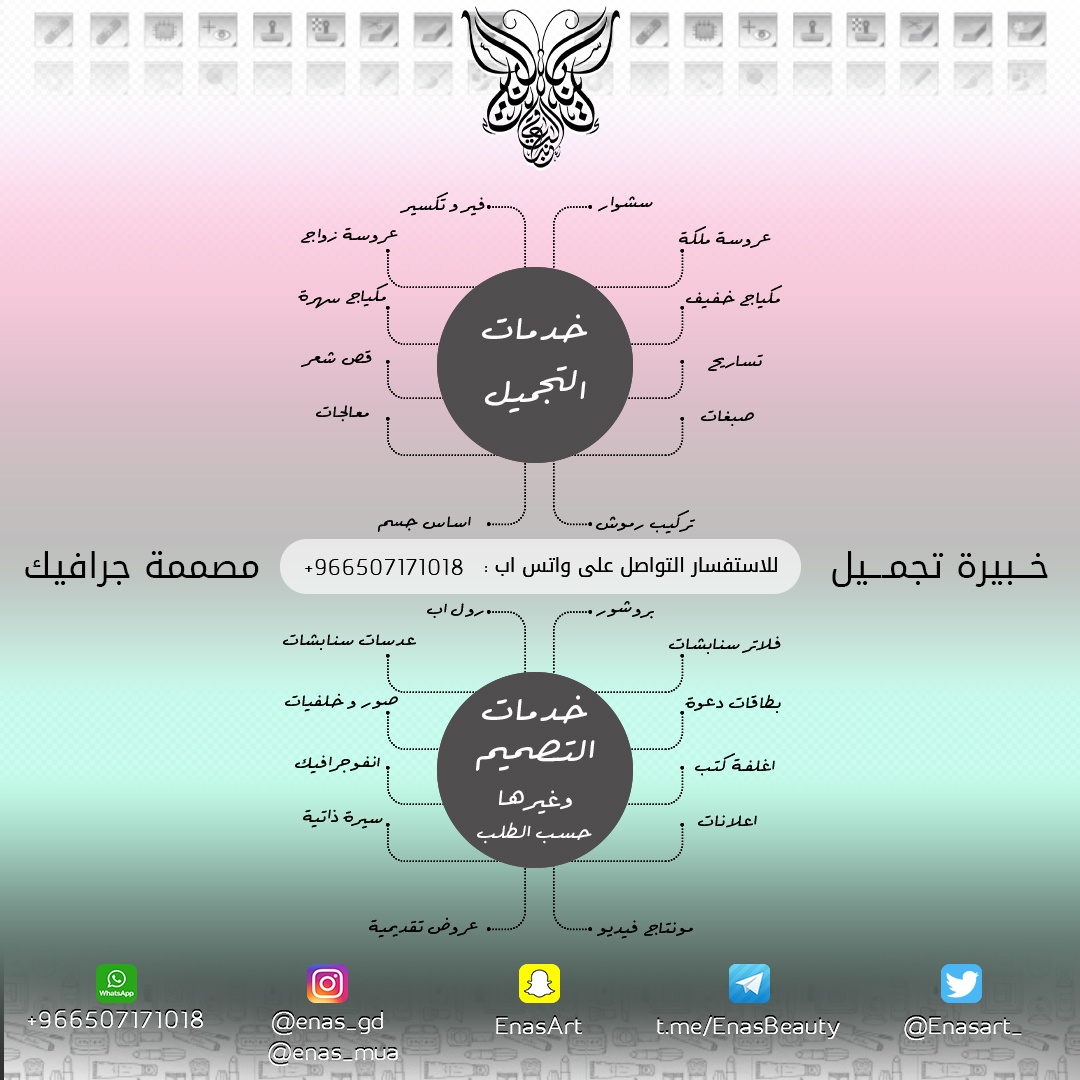 سشوار
فير و تكسير
عروسة ملكة
عروسة زواج
مكياج خفيف
مكياج سهرة
خدمات
التجميل
تساريح
قص شعر
صبغات
معالجات
تركيب رموش
اساس جسم
خــبيرة تجمــيل
للاستفسار التواصل على واتس اب : +966507171018
مصممة جرافيك
بروشور
رول اب
فلاتر سنابشات
عدسات سنابشات
بطاقات دعوة
صور و خلفيات
خدمات
التصميم
وغيرها
حسب الطلب
اغلفة كتب
انفوجرافيك
اعلانات
سيرة ذاتية
مونتاج فيديو
عروض تقديمية
WhatsApp
+966507171018
@enas_gd
@enas_mua
EnasArt
t.me/EnasBeauty
@Enasart_